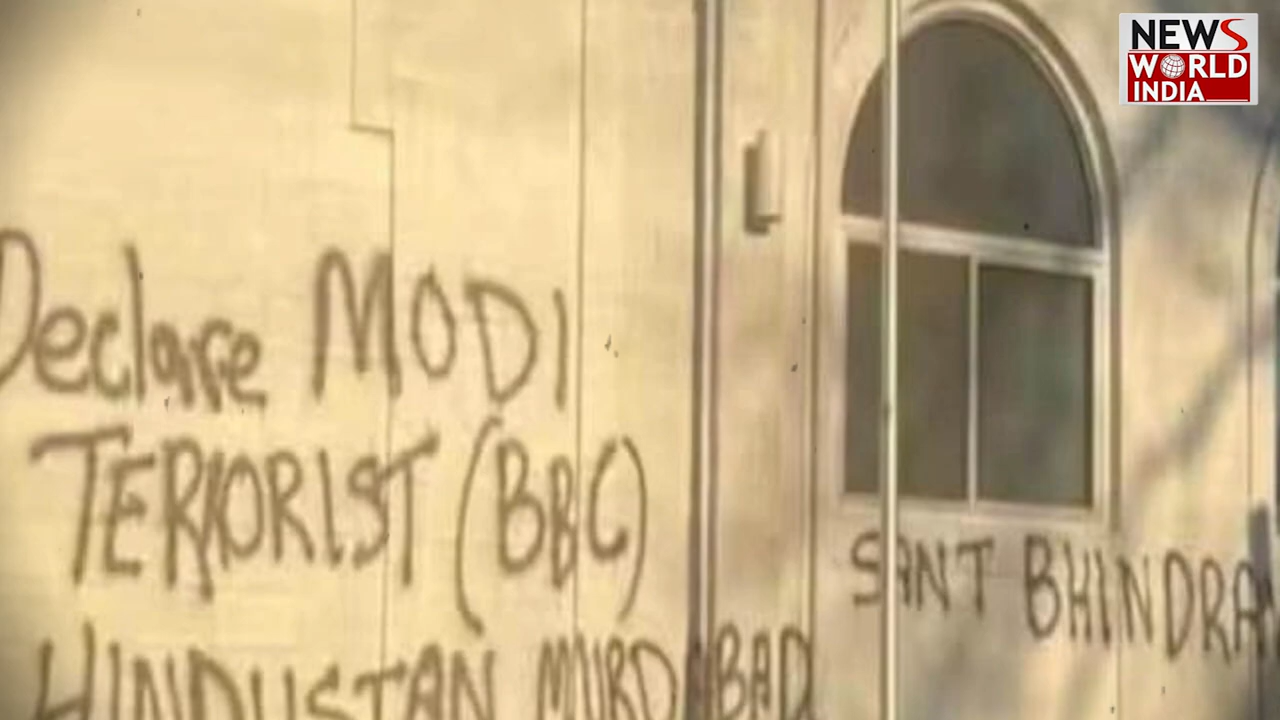 NEWS
WORLD
INDIA
Declare MODI
TERRORIST (BBC)
HINDUSTAN MURDABAD
SANT BHINDRA